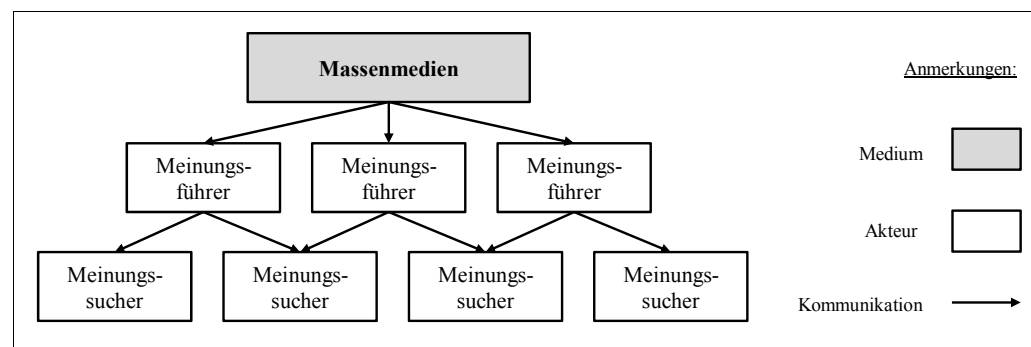 Massenmedien
Anmerkungen:
Meinungs-
führer
Meinungs-
führer
Meinungs-
führer
Medium
Meinungs-
sucher
Meinungs-
sucher
Meinungs-
sucher
Meinungs-
sucher
Akteur
Kommunikation